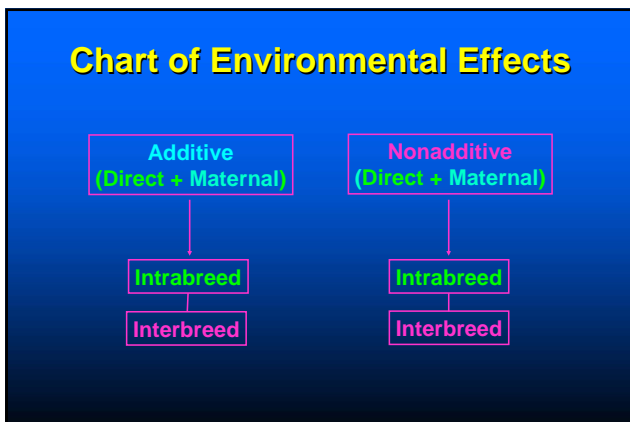 Chart of Environmental Effects
Additive
(Direct + Maternal)
Nonadditive
(Direct + Maternal)
Intrabreed
Intrabreed
Interbreed
Interbreed